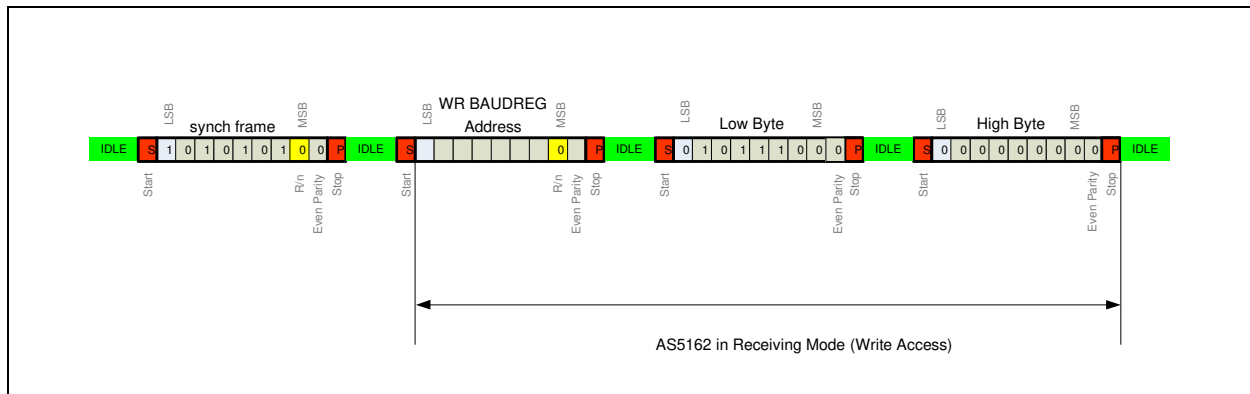 WR BAUDREG
LSB MSB LSB MSB LSB MSB LSB MSB
synch frame Address Low Byte High Byte
IDLE S 1 0 1 0 1 0 1 0 0 P IDLE S 0 P IDLE S 0 1 0 1 1 1 0 0 0 P IDLE S 0 0 0 0 0 0 0 0 0 P IDLE
Start R/n Even Parity Stop Start R/n Even Parity Stop Start Even Parity Stop Start Even Parity Stop
AS5162 in Receiving Mode (Write Access)